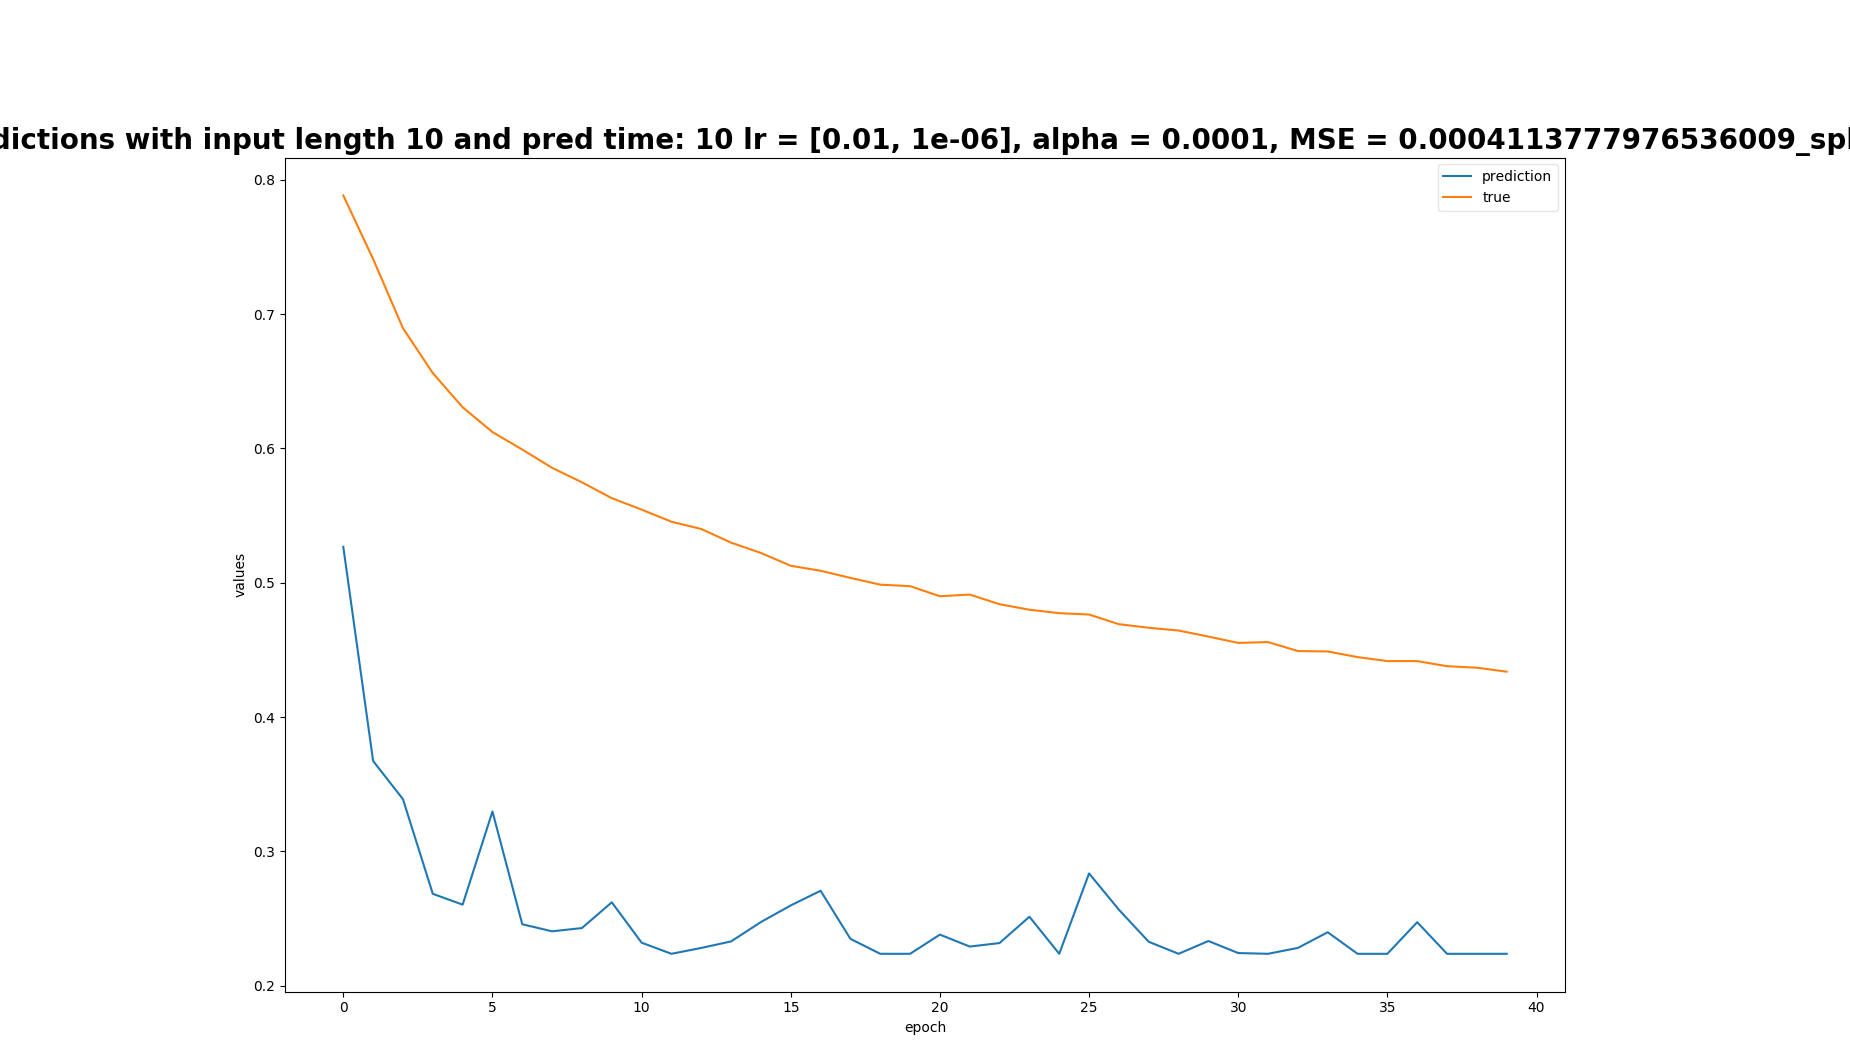 dictions with input length 10 and pred time: 10 lr = [0.01, 1e-06], alpha = 0.0001, MSE = 0.0004113777976536009_spl
prediction
true
0.8
0.7
0.6
0.5
0.4
0.3
0.2
values
0 5 10 15 20 25 30 35 40
epoch